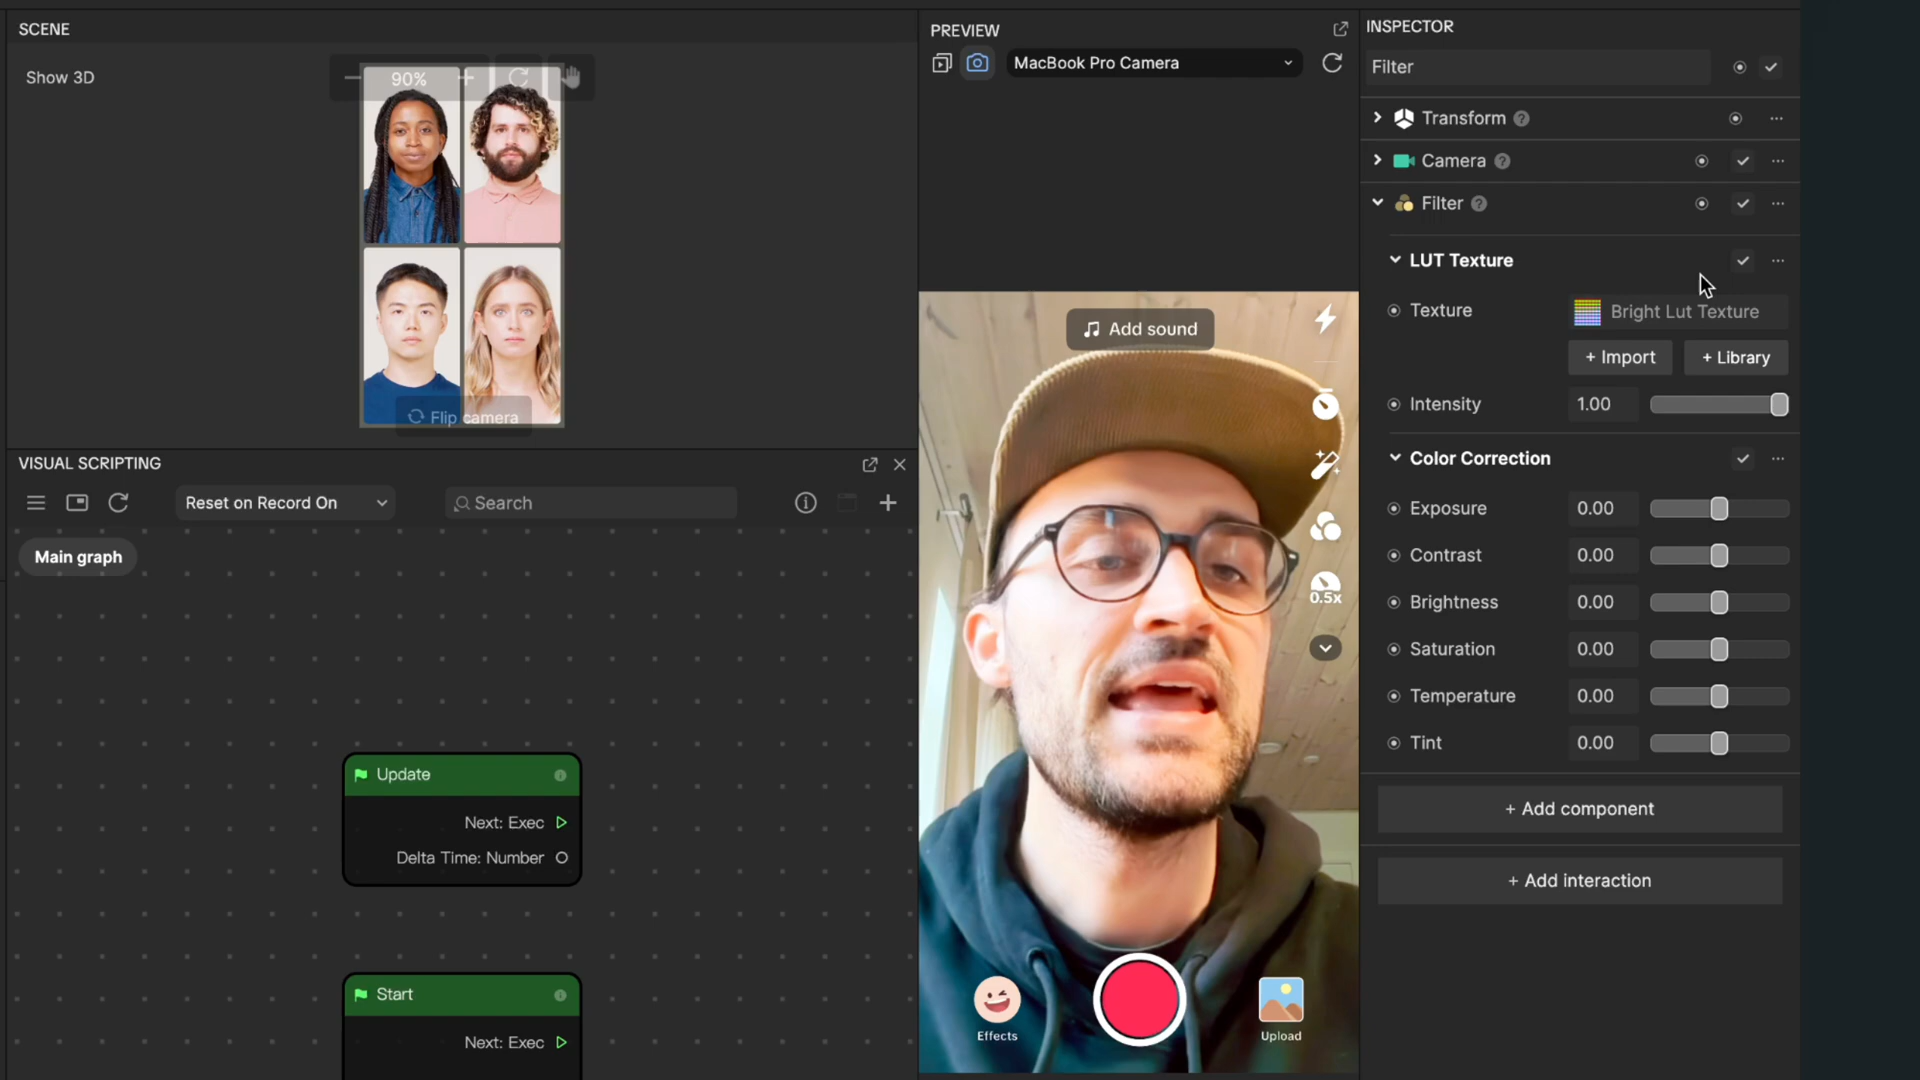 SCENE
Show 3D
90%
Flip camera
VISUAL SCRIPTING
Reset on Record On
Search
Main graph
Update
Next: Exec
Delta Time: Number
Start
Next: Exec
PREVIEW
MacBook Pro Camera
Add sound
0.5x
Effects
Upload
INSPECTOR
Filter
Transform ?
Camera ?
Filter ?
LUT Texture
Texture
Bright Lut Texture
+ Import
+ Library
Intensity 1.00
Color Correction
Exposure 0.00
Contrast 0.00
Brightness 0.00
Saturation 0.00
Temperature 0.00
Tint 0.00
+ Add component
+ Add interaction